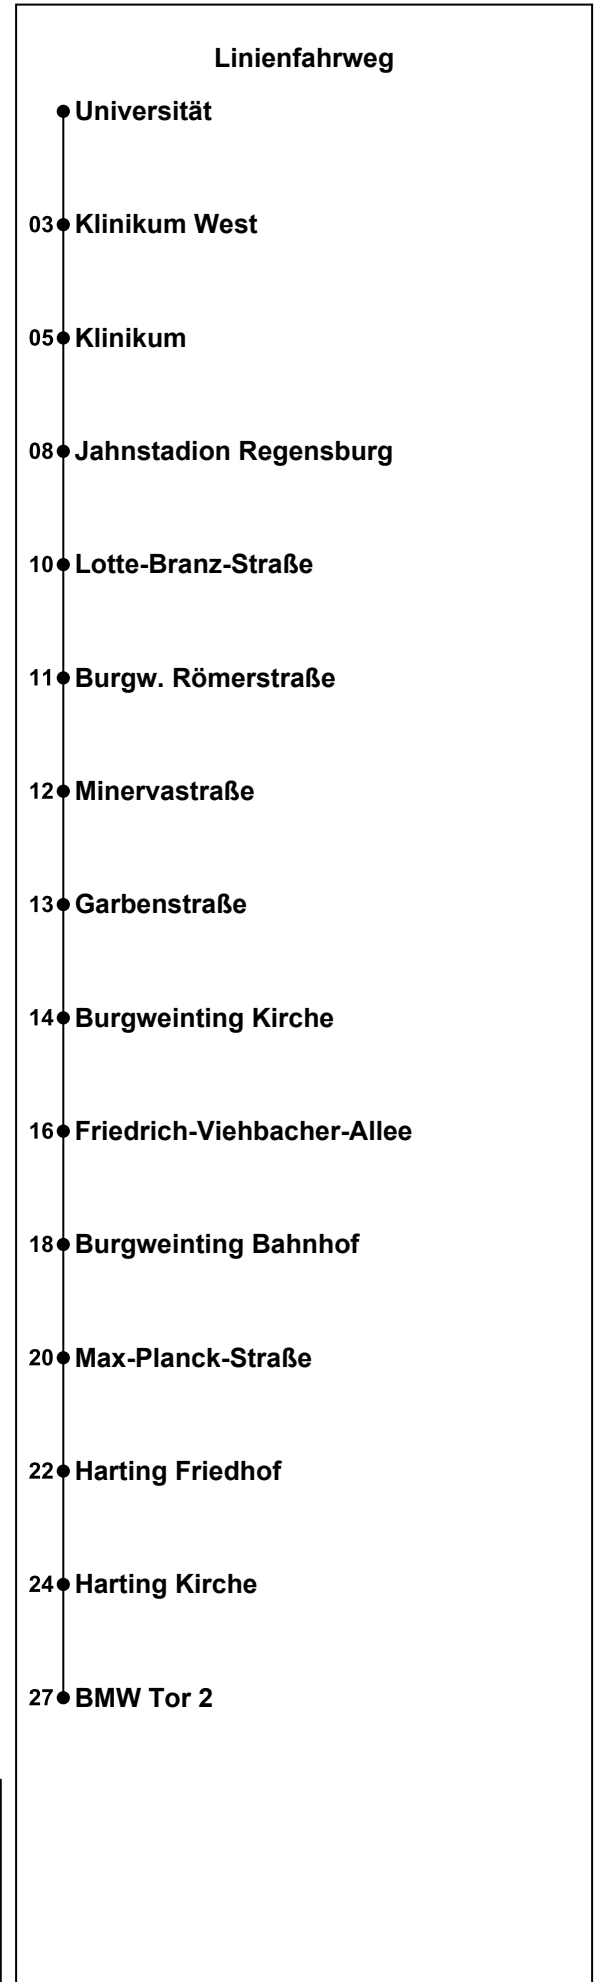 Linienfahrweg
Universität
03 Klinikum West
05 Klinikum
08 Jahnstadion Regensburg
10 Lotte-Branz-Straße
11 Burgw. Römerstraße
12 Minervastraße
13 Garbenstraße
14 Burgweinting Kirche
16 Friedrich-Viehbacher-Allee
18 Burgweinting Bahnhof
20 Max-Planck-Straße
22 Harting Friedhof
24 Harting Kirche
27 BMW Tor 2